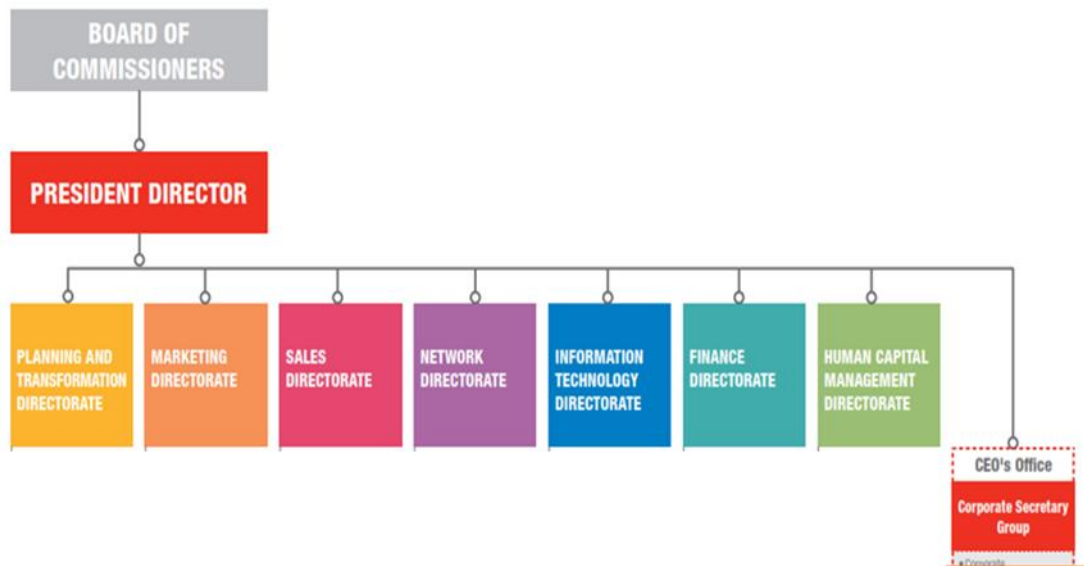 BOARD OF
COMMISSIONERS
PRESIDENT DIRECTOR
PLANNING AND
TRANSFORMATION
DIRECTORATE
MARKETING
DIRECTORATE
SALES
DIRECTORATE
NETWORK
DIRECTORATE
INFORMATION
TECHNOLOGY
DIRECTORATE
FINANCE
DIRECTORATE
HUMAN CAPITAL
MANAGEMENT
DIRECTORATE
CEO's Office
Corporate Secretary
Group